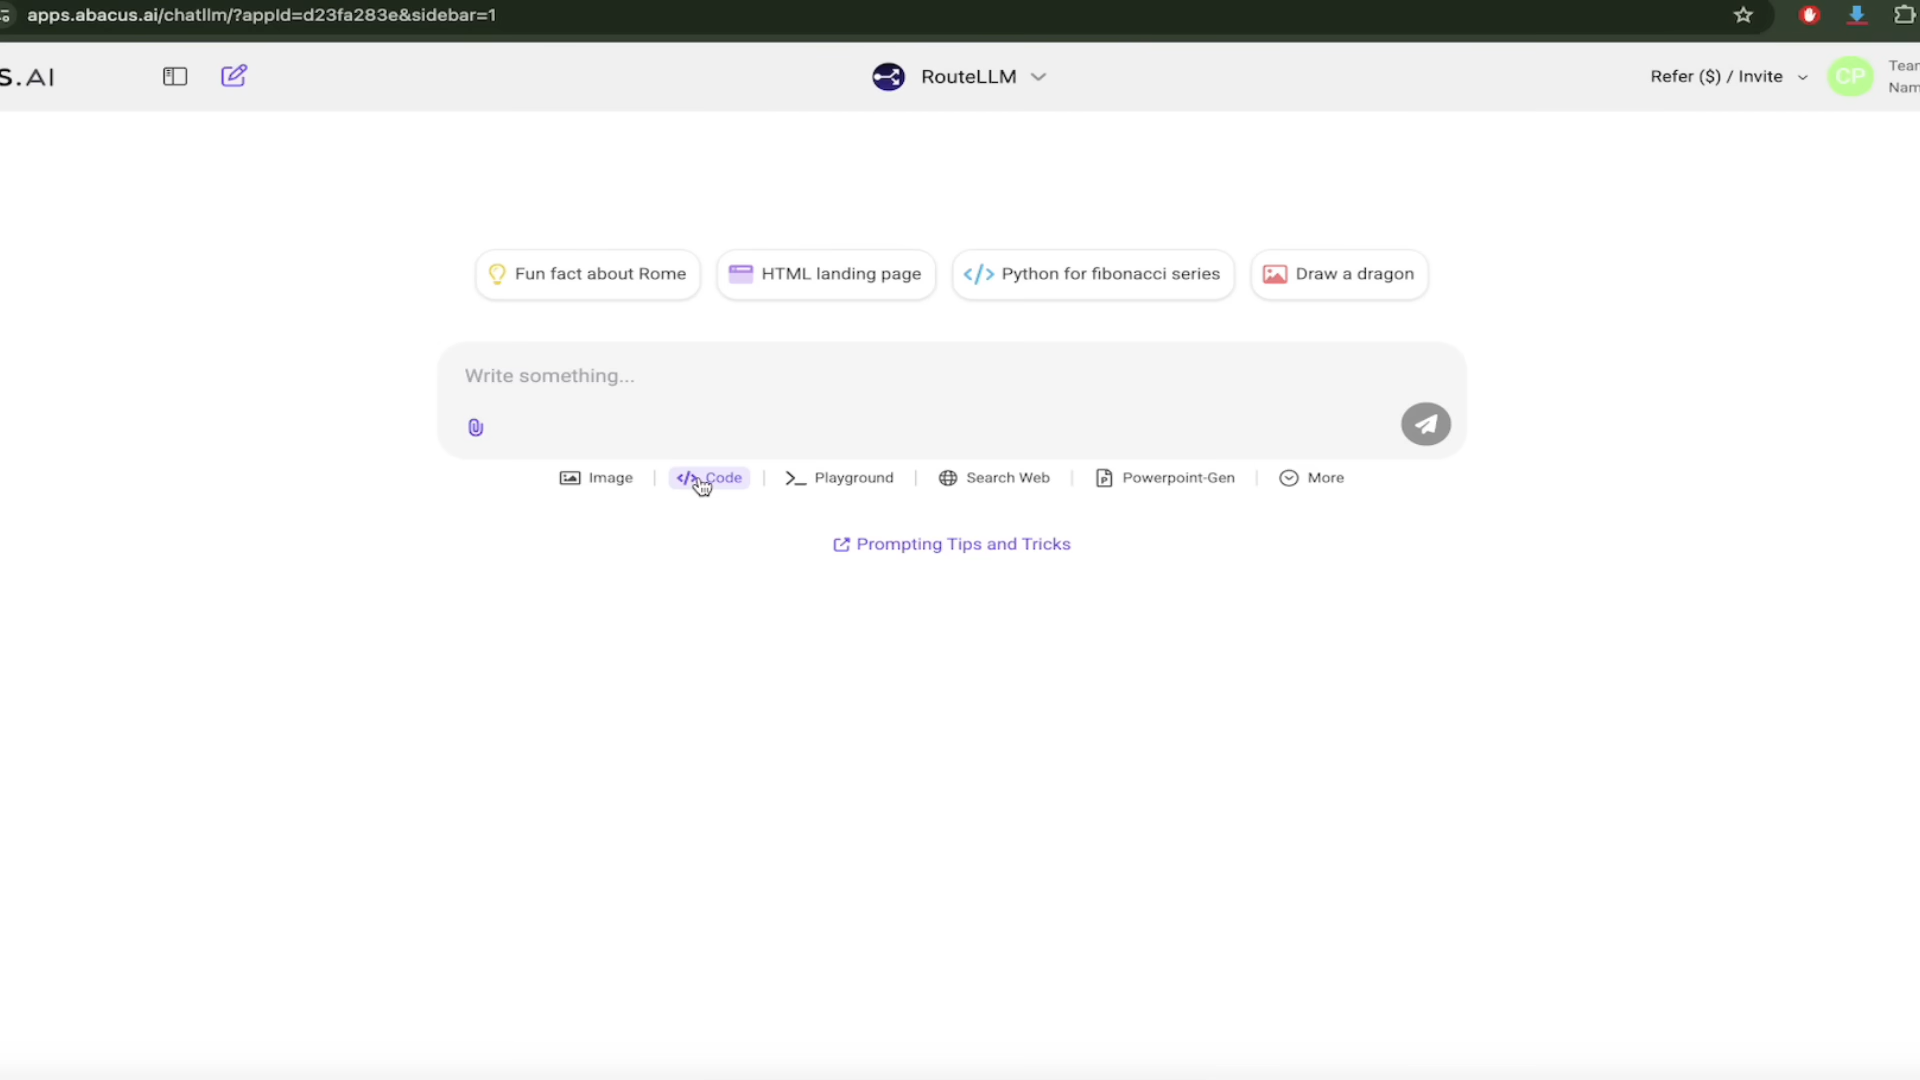 apps.abacus.ai/chatllm/?appId=d23fa283e&sidebar=1
S.AI
RouteLLM
Refer ($) / Invite
CP
Team
Nam
Fun fact about Rome
HTML landing page
Python for fibonacci series
Draw a dragon
Write something...
Image
Code
Playground
Search Web
Powerpoint-Gen
More
Prompting Tips and Tricks